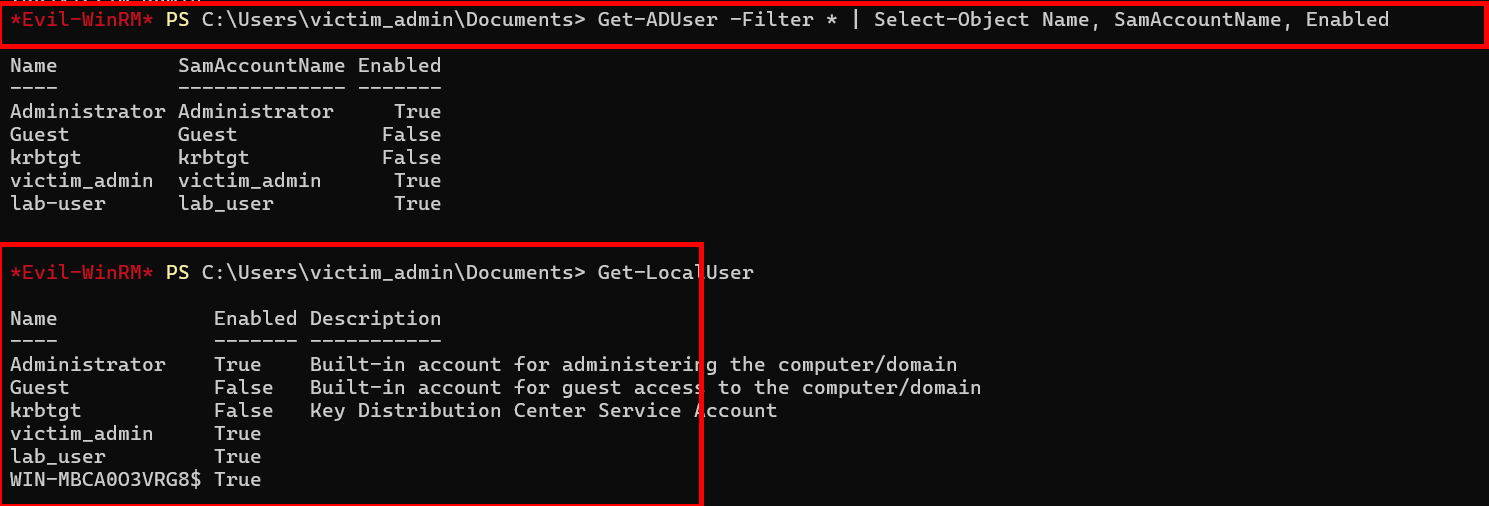 *Evil-WinRM* PS C:\Users\victim_admin\Documents> Get-ADUser -Filter * | Select-Object Name, SamAccountName, Enabled
Name          SamAccountName Enabled
----          -------------- -------
Administrator Administrator     True
Guest         Guest            False
krbtgt        krbtgt           False
victim_admin  victim_admin      True
lab-user      lab_user          True
*Evil-WinRM* PS C:\Users\victim_admin\Documents> Get-LocalUser
Name             Enabled Description
----             ------- -----------
Administrator    True    Built-in account for administering the computer/domain
Guest            False   Built-in account for guest access to the computer/domain
krbtgt           False   Key Distribution Center Service Account
victim_admin     True
lab_user         True
WIN-MBCA0O3VRG8$ True